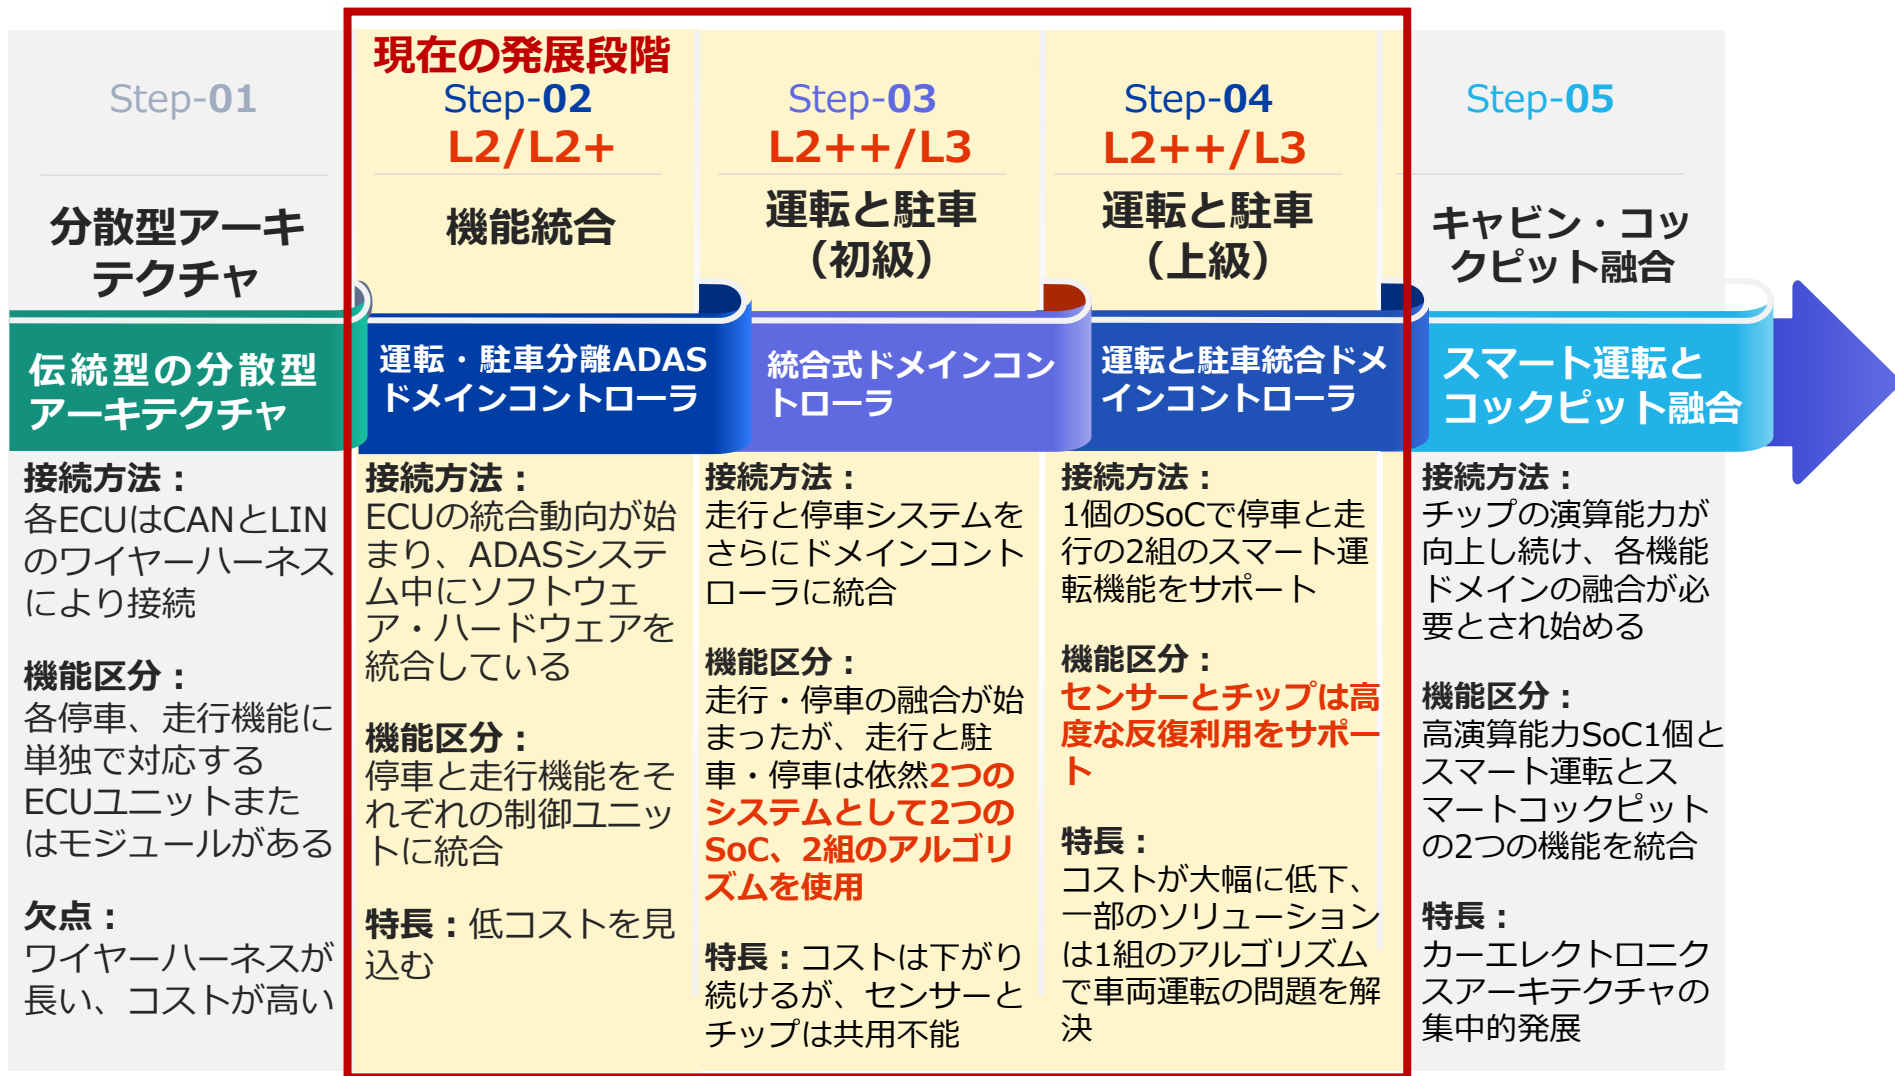 現在の発展段階
Step-01
分散型アーキ
テクチャ
伝統型の分散型
アーキテクチャ
接続方法：
各ECUはCANとLIN
のワイヤーハーネス
により接続
機能区分：
各停車、走行機能に
単独で対応する
ECUユニットまた
はモジュールがある
欠点：
ワイヤーハーネスが
長い、コストが高い
Step-02
L2/L2+
機能統合
運転・駐車分離ADAS
ドメインコントローラ
接続方法：
ECUの統合動向が始
まり、ADASシステ
ム中にソフトウェ
ア・ハードウェアを
統合している
機能区分：
停車と走行機能をそ
れぞれの制御ユニッ
トに統合
特長：低コストを見
込む
Step-03
L2++/L3
運転と駐車
（初級）
統合式ドメインコン
トローラ
接続方法：
走行と停車システムを
さらにドメインコント
ローラに統合
機能区分：
走行・停車の融合が始
まったが、走行と駐
車・停車は依然2つの
システムとして2つの
SoC、2組のアルゴリ
ズムを使用
特長：コストは下がり
続けるが、センサーと
チップは共用不能
Step-04
L2++/L3
運転と駐車
（上級）
運転と駐車統合ドメ
インコントローラ
接続方法：
1個のSoCで停車と走
行の2組のスマート運
転機能をサポート
機能区分：
センサーとチップは高
度な反復利用をサポー
ト
特長：
コストが大幅に低下、
一部のソリューション
は1組のアルゴリズム
で車両運転の問題を解
決
Step-05
キャビン・コッ
クピット融合
スマート運転と
コックピット融合
接続方法：
チップの演算能力が
向上し続け、各機能
ドメインの融合が必
要とされ始める
機能区分：
高演算能力SoC1個と
スマート運転とス
マートコックピット
の2つの機能を統合
特長：
カーエレクトロニク
スアーキテクチャの
集中的発展